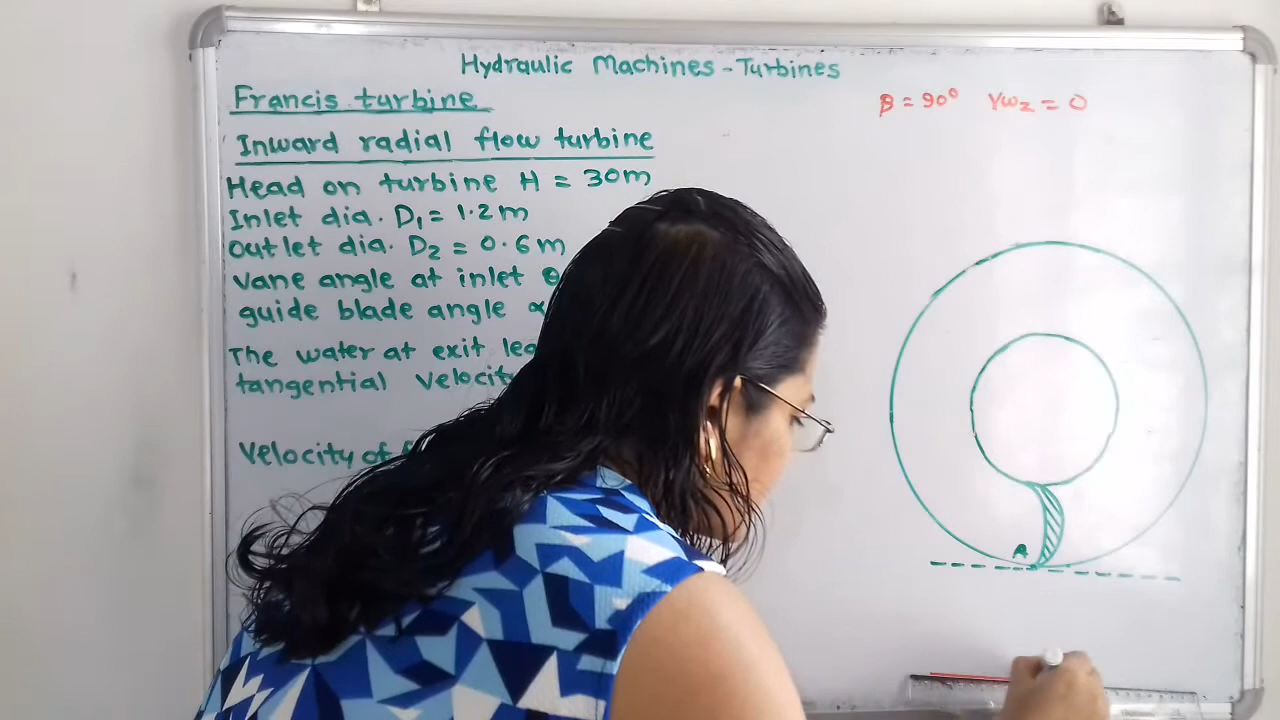 Hydraulic Machines - Turbines
Francis turbine
β = 90° Vw2 = 0
Inward radial flow turbine
Head on turbine H = 30m
Inlet dia. D1 = 1.2m
Outlet dia. D2 = 0.6m
Vane angle at inlet θ
guide blade angle α
The water at exit
tangential
Velocity of
A